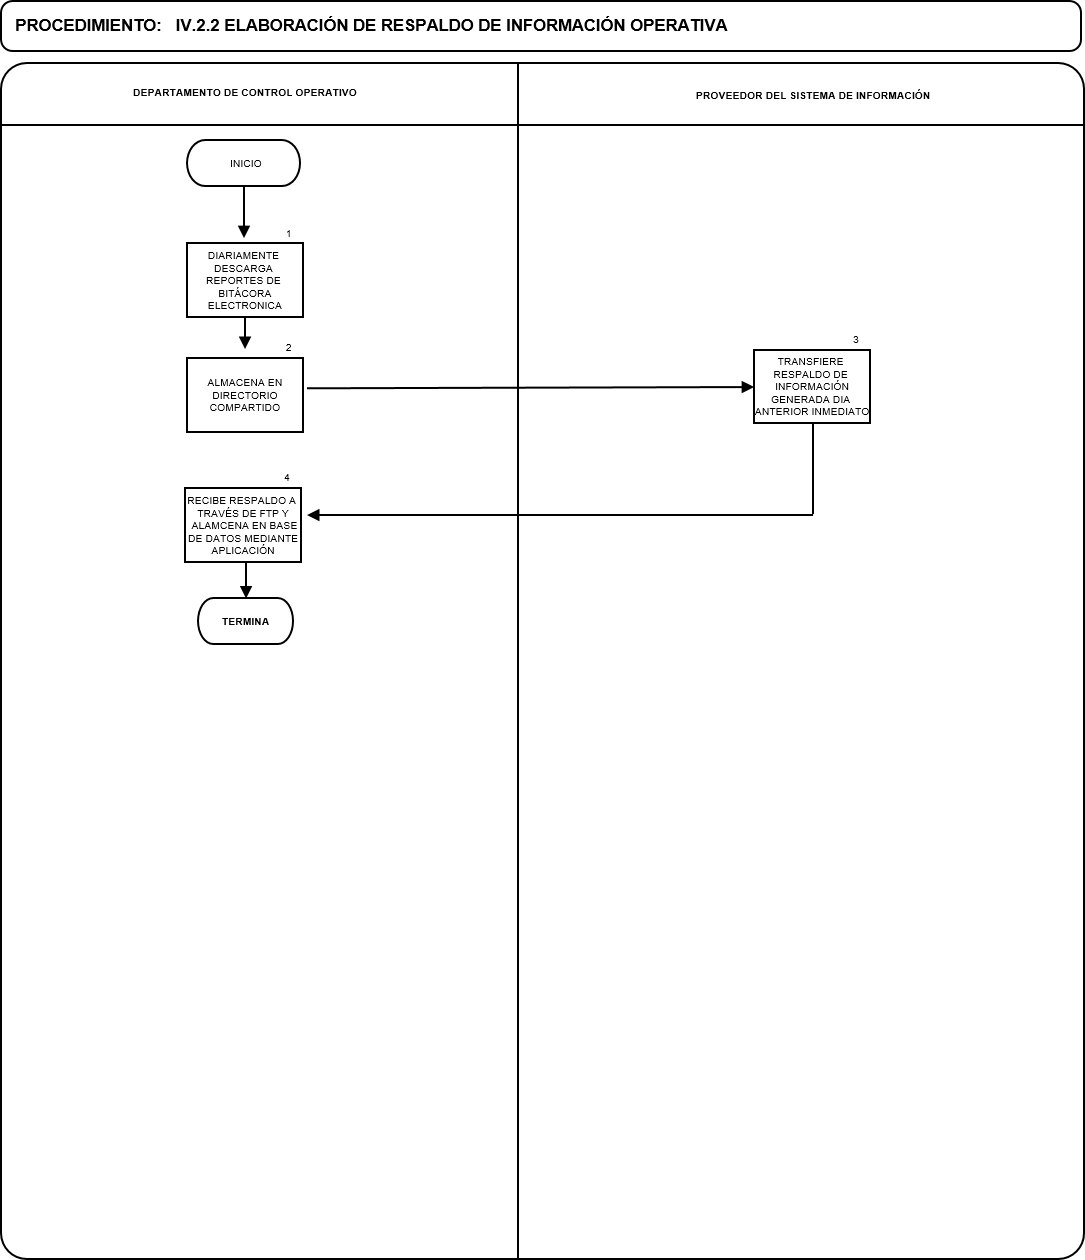 PROCEDIMIENTO: IV.2.2 ELABORACIÓN DE RESPALDO DE INFORMACIÓN OPERATIVA
DEPARTAMENTO DE CONTROL OPERATIVO
PROVEEDOR DEL SISTEMA DE INFORMACIÓN
INICIO
1
DIARIAMENTE
DESCARGA
REPORTES DE
BITÁCORA
ELECTRONICA
2
ALMACENA EN
DIRECTORIO
COMPARTIDO
3
TRANSFIERE
RESPALDO DE
INFORMACIÓN
GENERADA DIA
ANTERIOR INMEDIATO
4
RECIBE RESPALDO A
TRAVÉS DE FTP Y
ALAMCENA EN BASE
DE DATOS MEDIANTE
APLICACIÓN
TERMINA